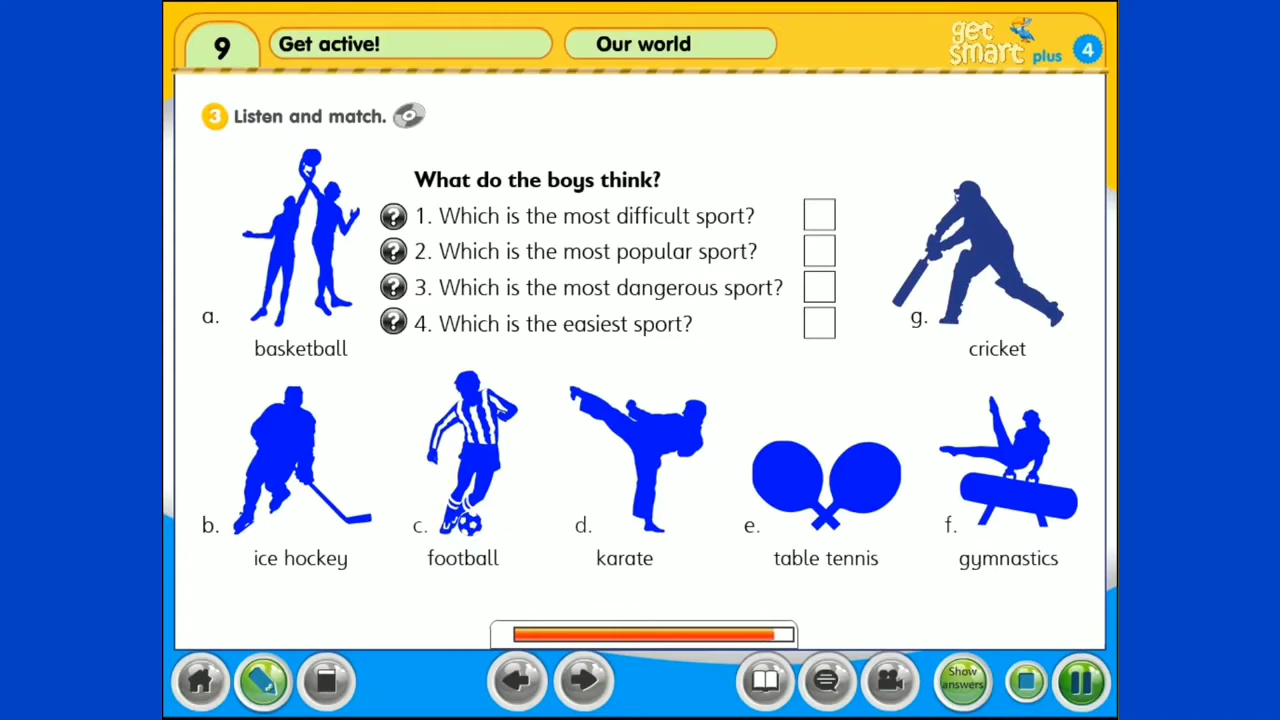 9
Get active!
Our world
get
smart
plus
4
3 Listen and match.
What do the boys think?
1. Which is the most difficult sport?
2. Which is the most popular sport?
3. Which is the most dangerous sport?
4. Which is the easiest sport?
a.
basketball
g.
cricket
b.
ice hockey
c.
football
d.
karate
e.
table tennis
f.
gymnastics
Show
answers